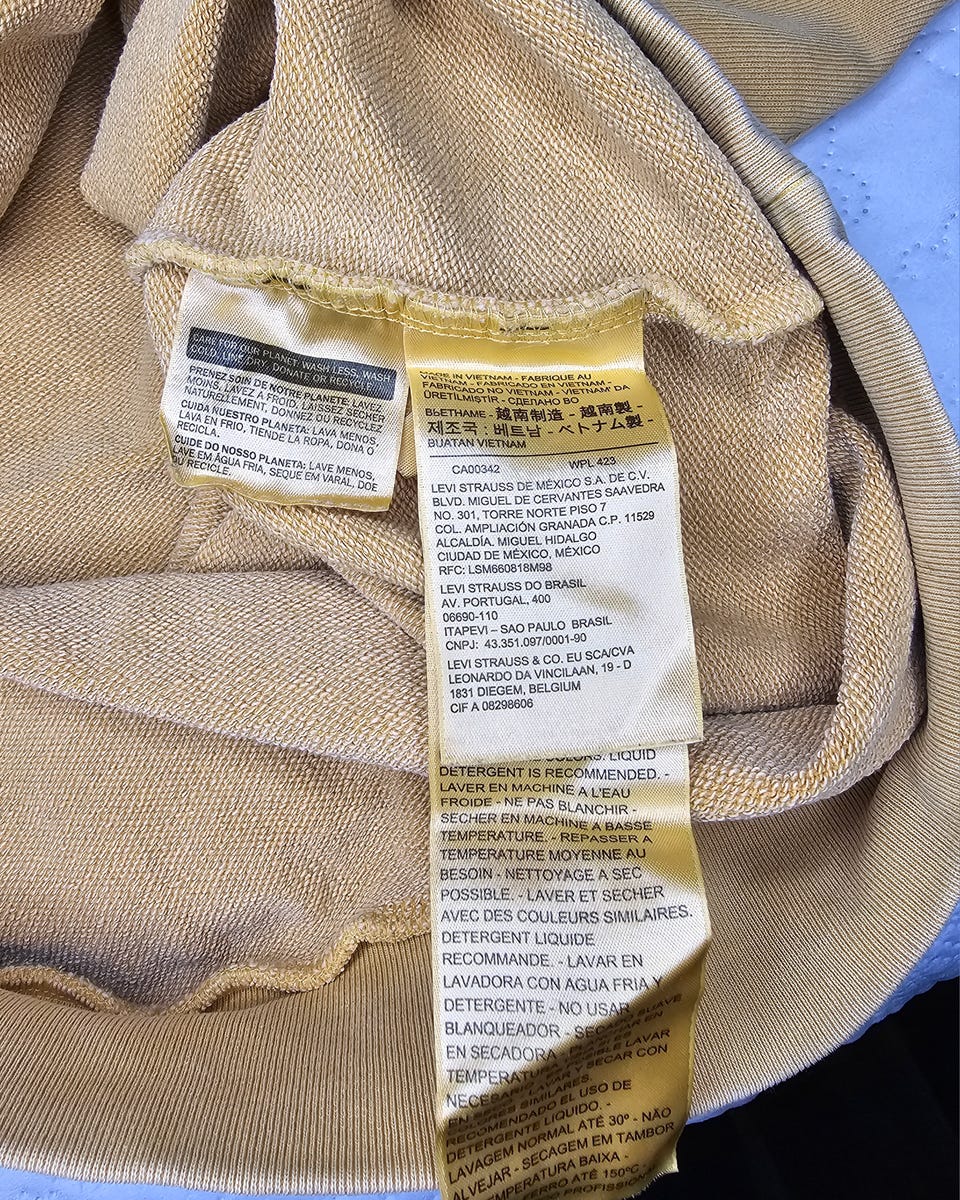 CARE FOR OUR PLANET: WASH LESS, WASH
COLD, LINE DRY, DONATE OR RECYCLE.
PRENEZ SOIN DE NOTRE PLANETE: LAVEZ
MOINS, LAVEZ A FROID, LAISSEZ SECHER
NATURELLEMENT, DONNEZ OU RECYCLEZ
CUIDA NUESTRO PLANETA: LAVA MENOS,
LAVA EN FRIO, TIENDE LA ROPA, DONA O
RECICLA.
CUIDE DO NOSSO PLANETA: LAVE MENOS,
LAVE EM ÁGUA FRIA, SEQUE EM VARAL, DOE
OU RECICLE.
MADE IN VIETNAM - FABRIQUE AU
VIETNAM - FABRICADO EN VIETNAM -
FABRICADO NO VIETNAM - VIETNAM' DA
ÜRETİLMİŞTİR - СДЕЛАНО ВО
ВЬЕТНАМЕ - 越南制造 - 越南製 -
제조국 : 베트남 - ベトナム製 -
BUATAN VIETNAM
CA00342 WPL 423
LEVI STRAUSS DE MÉXICO S.A. DE C.V.
BLVD. MIGUEL DE CERVANTES SAAVEDRA
NO. 301, TORRE NORTE PISO 7
COL. AMPLIACIÓN GRANADA C.P. 11529
ALCALDÍA. MIGUEL HIDALGO
CIUDAD DE MÉXICO, MÉXICO
RFC: LSM660818M98
LEVI STRAUSS DO BRASIL
AV. PORTUGAL, 400
06690-110
ITAPEVI – SAO PAULO BRASIL
CNPJ: 43.351.097/0001-90
LEVI STRAUSS & CO. EU SCA/CVA
LEONARDO DA VINCILAAN, 19 - D
1831 DIEGEM, BELGIUM
CIF A 08298606
COLORS. LIQUID
DETERGENT IS RECOMMENDED. -
LAVER EN MACHINE A L'EAU
FROIDE - NE PAS BLANCHIR -
SECHER EN MACHINE A BASSE
TEMPERATURE. - REPASSER A
TEMPERATURE MOYENNE AU
BESOIN - NETTOYAGE A SEC
POSSIBLE. - LAVER ET SECHER
AVEC DES COULEURS SIMILAIRES.
DETERGENT LIQUIDE
RECOMMANDE. - LAVAR EN
LAVADORA CON AGUA FRIA Y
DETERGENTE - NO USAR
BLANQUEADOR - SECADO SUAVE
EN SECADORA - PLANCHAR EN
TEMPERATURA
LAVAR
Y SECAR CON
SIMILARES.
RECOMENDADO EL USO DE
DETERGENTE LIQUIDO. -
LAVAGEM NORMAL ATÉ 30º - NÃO
ALVEJAR - SECAGEM EM TAMBOR
TEMPERATURA BAIXA -
FERRO ATÉ 150ºC -